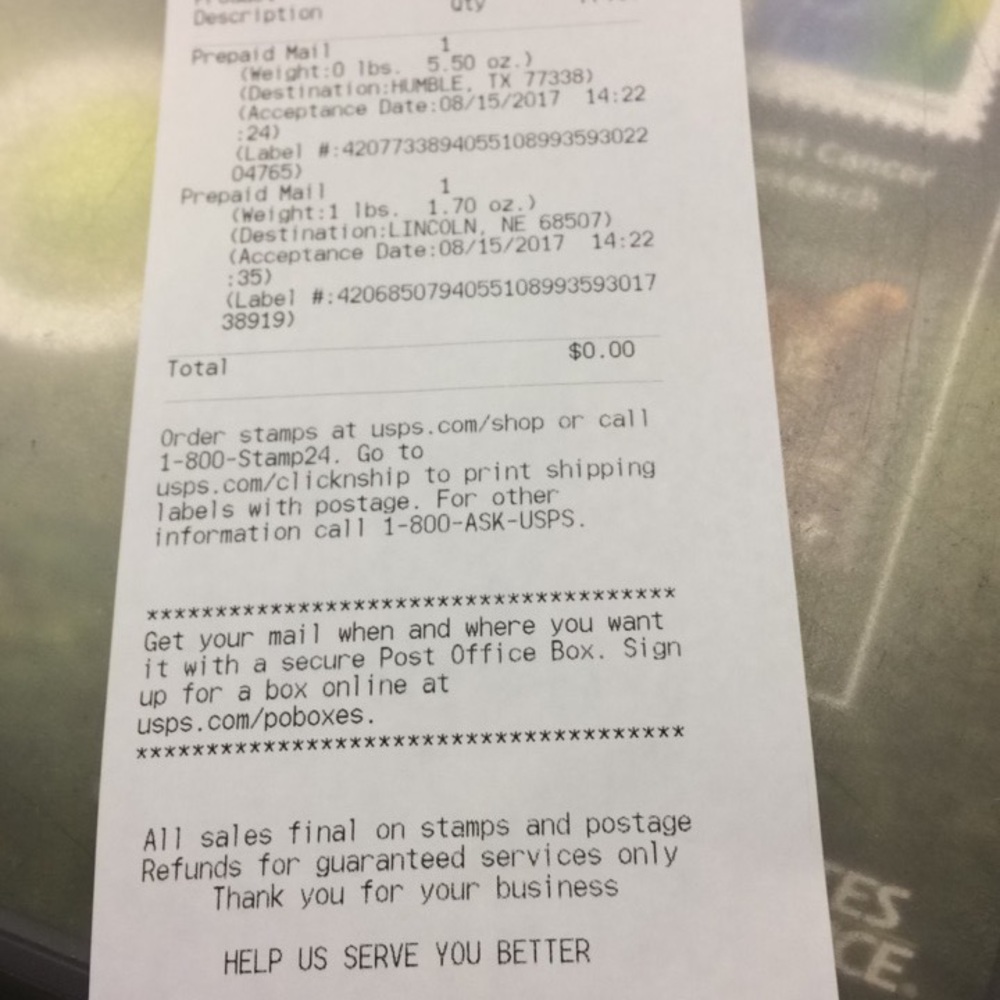 Description Qty
Prepaid Mail 1
(Weight:0 lbs. 5.50 oz.)
(Destination:HUMBLE, TX 77338)
(Acceptance Date:08/15/2017 14:22
:24)
(Label #:420773389405510899359302​2
04765)
Prepaid Mail 1
(Weight:1 lbs. 1.70 oz.)
(Destination:LINCOLN, NE 68507)
(Acceptance Date:08/15/2017 14:22
:35)
(Label #:420685079405510899359301​7
38919)
Total $0.00
Order stamps at usps.com/shop or call
1-800-Stamp24. Go to
usps.com/clicknship to print shipping
labels with postage. For other
information call 1-800-ASK-USPS.
****************************************
Get your mail when and where you want
it with a secure Post Office Box. Sign
up for a box online at
usps.com/poboxes.
****************************************
All sales final on stamps and postage
Refunds for guaranteed services only
Thank you for your business
HELP US SERVE YOU BETTER
Cancer